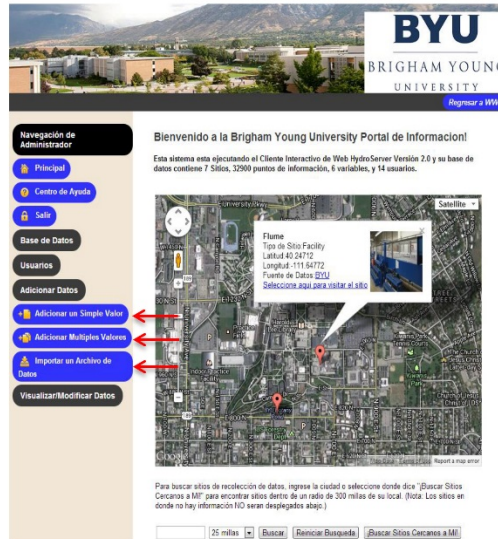 BYU
BRIGHAM YOUNG
UNIVERSITY
Regresar a WW
Navegación de
Administrador
Principal
Centro de Ayuda
Salir
Base de Datos
Usuarios
Adicionar Datos
Adicionar un Simple Valor
Adicionar Multiples Valores
Importar un Archivo de
Datos
Visualizar/Modificar Datos
Bienvenido a la Brigham Young University Portal de Informacion!
Esta sistema esta ejecutando el Cliente Interactivo de Web HydroServer Versión 2.0 y su base de
datos contiene 7 Sitios, 32900 puntos de información, 6 variables, y 14 usuarios.
Satellite
Flume
Tipo de Sitio Facility
Latitud:40.24712
Longitud:-111.64772
Fuente de Datos BYU
Seleccione aqui para visitar el sitio
Google
Report a map error
Para buscar sitios de recolección de datos, ingrese la ciudad o seleccione donde dice "¡Buscar Sitios
Cercanos a Mi!" para encontrar sitios dentro de un radio de 300 millas de su local. (Nota: Los sitios en
donde no hay información NO seran desplegados abajo.)
25 millas Buscar Reiniciar Busqueda ¡Buscar Sitios Cercanos a Mi!